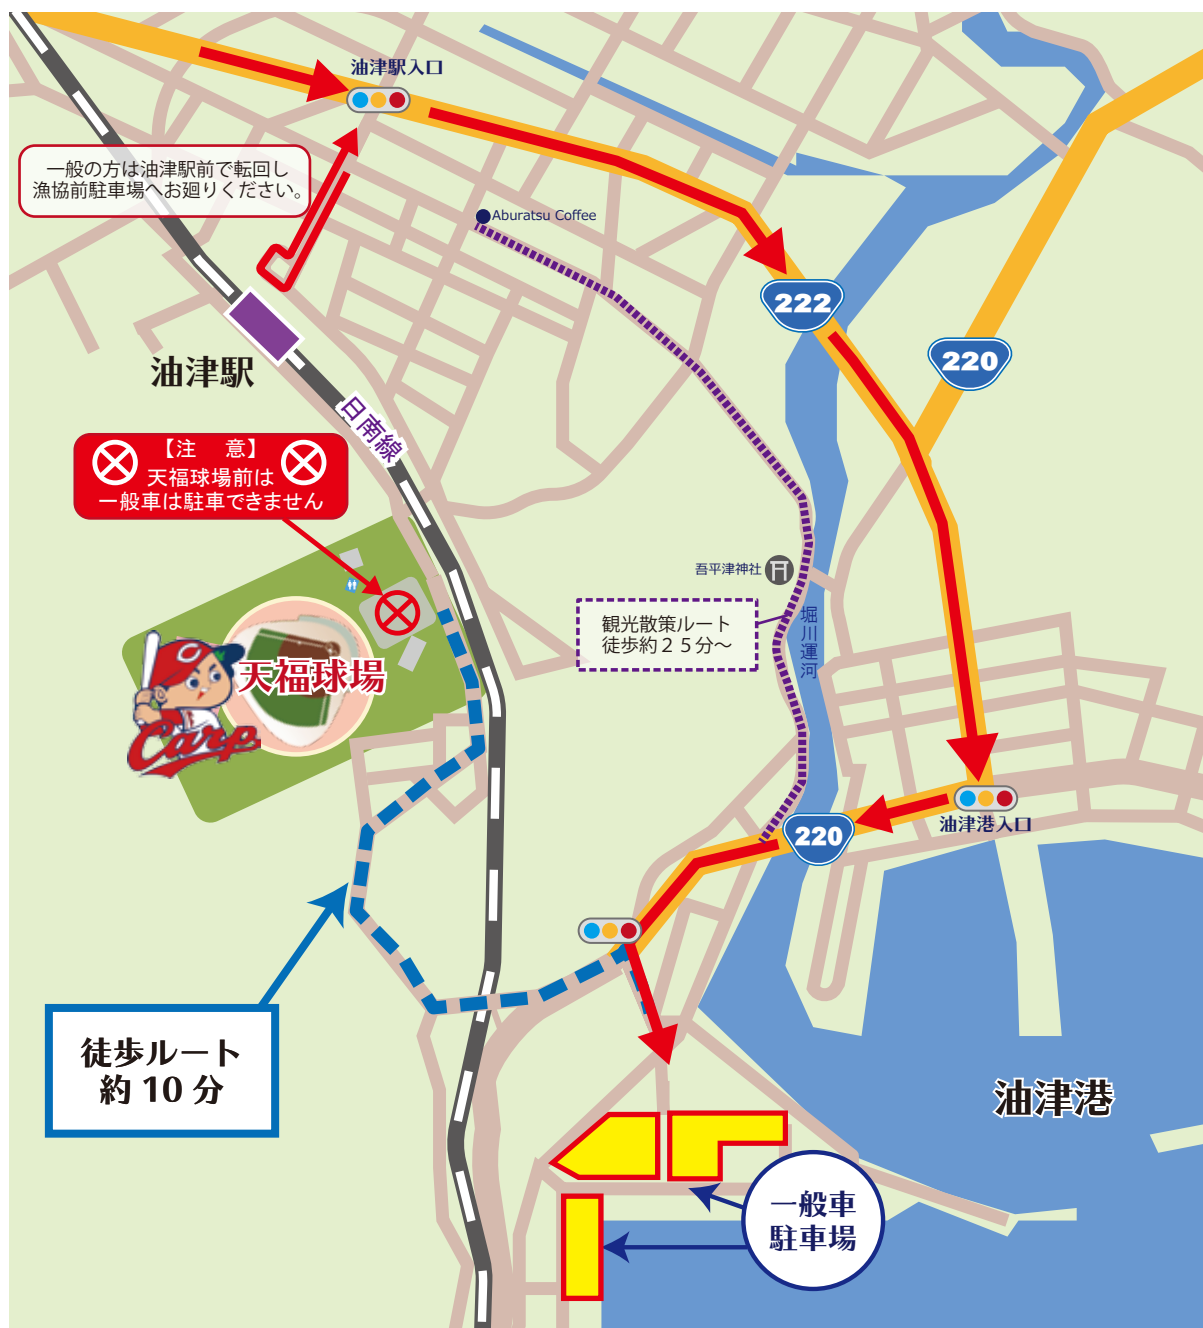 油津駅入口
一般の方は油津駅前で転回し
漁協前駐車場へお廻りください。
Aburatsu Coffee
222
220
油津駅
日南線
【注　意】
天福球場前は
一般車は駐車できません
吾平津神社
観光散策ルート
徒歩約２５分～
堀川運河
C
天福球場
Carp
220
油津港入口
徒歩ルート
約 10 分
油津港
一般車
駐車場